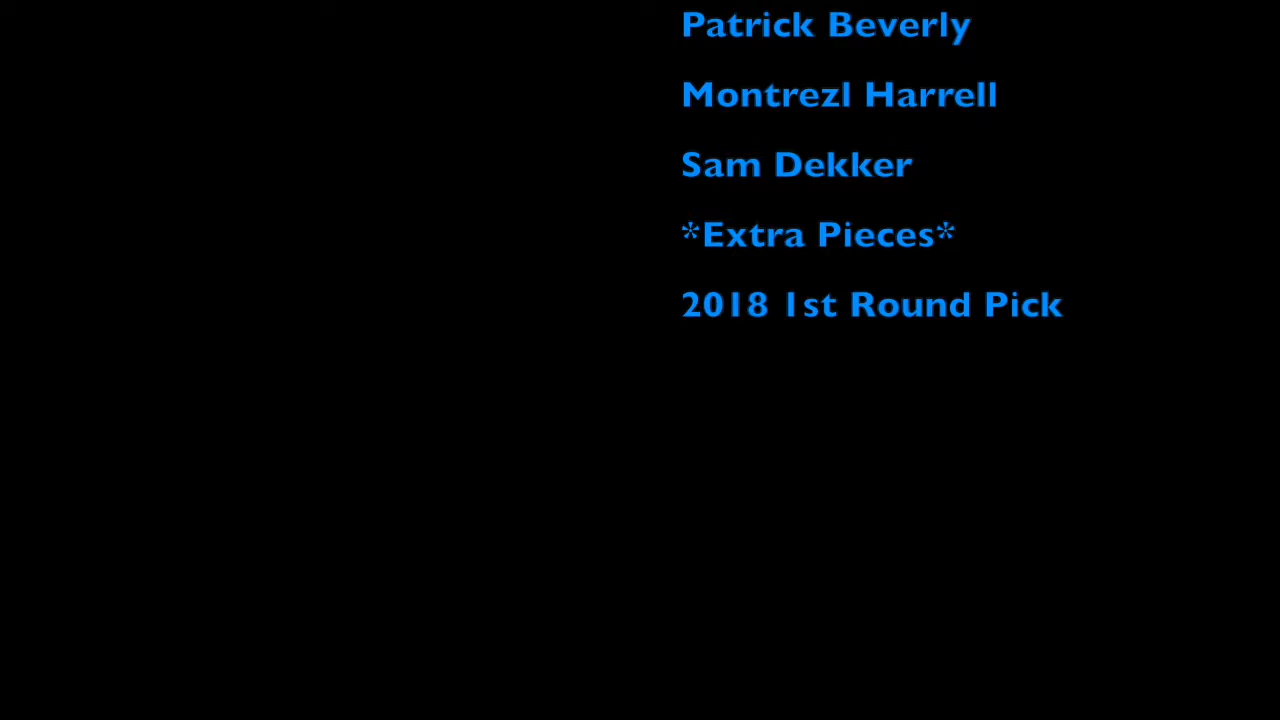 Patrick Beverly
Montrezl Harrell
Sam Dekker
*Extra Pieces*
2018 1st Round Pick